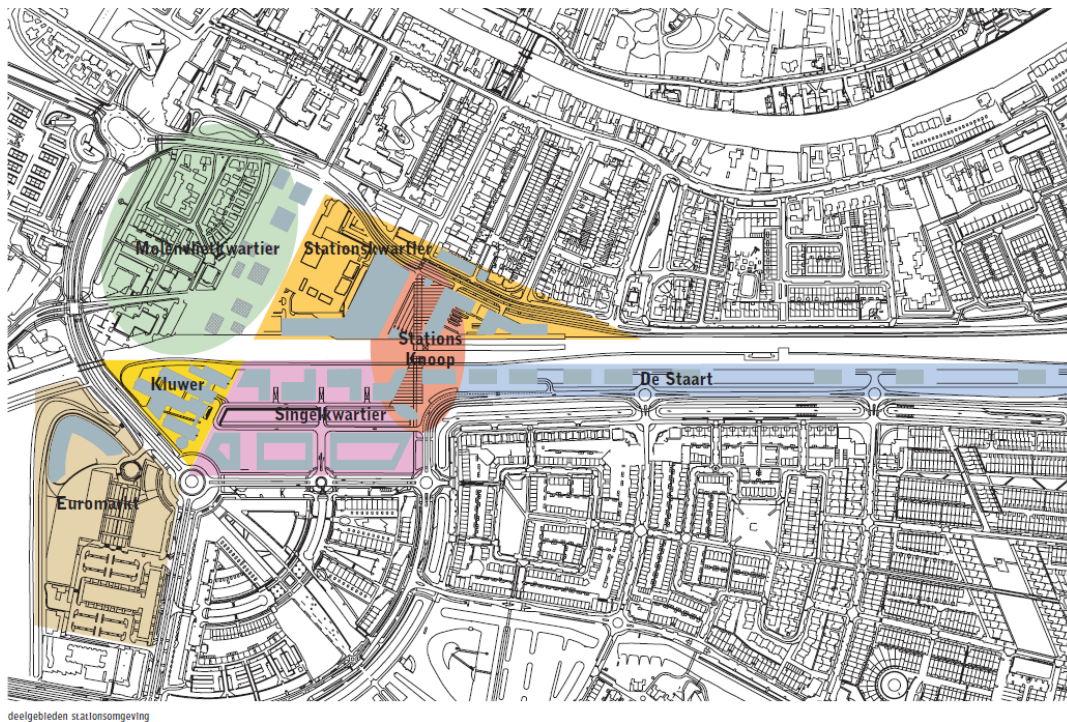 Molenvlietkwartier
Stationskwartier
Stations
Knoop
Kluwer
De Staart
Singelkwartier
Euromarkt
deelgebieden stationsomgeving